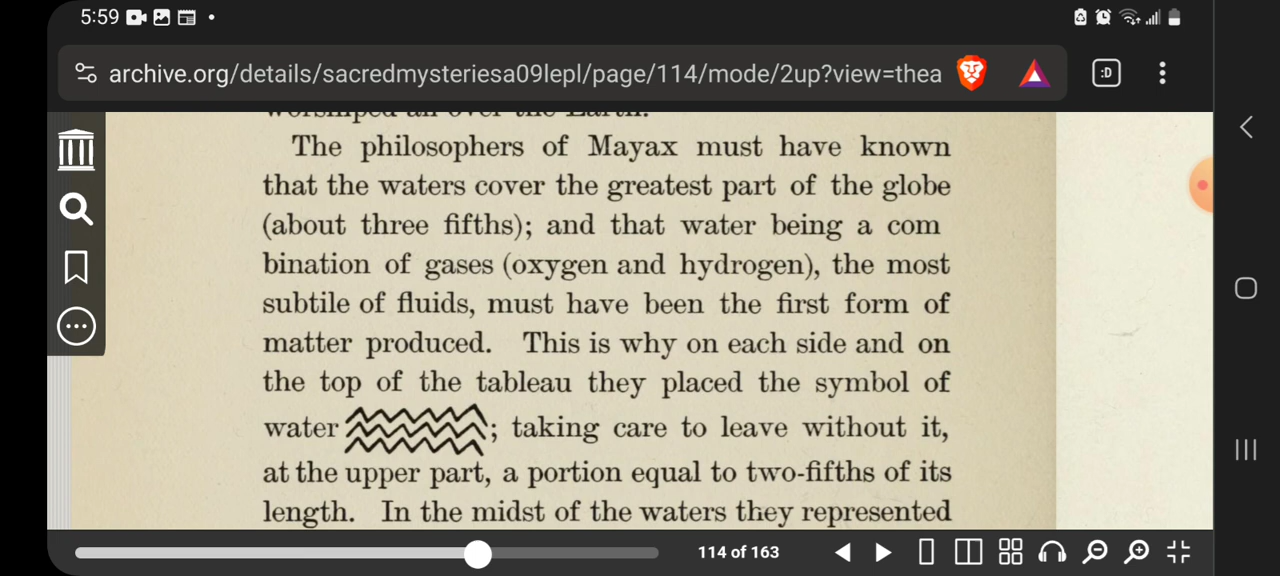 5:59
archive.org/details/sacredmysteriesa09lepl/page/114/mode/2up?view=thea
:D
The philosophers of Mayax must have known
that the waters cover the greatest part of the globe
(about three fifths); and that water being a com
bination of gases (oxygen and hydrogen), the most
subtile of fluids, must have been the first form of
matter produced. This is why on each side and on
the top of the tableau they placed the symbol of
water ; taking care to leave without it,
at the upper part, a portion equal to two-fifths of its
length. In the midst of the waters they represented
114 of 163